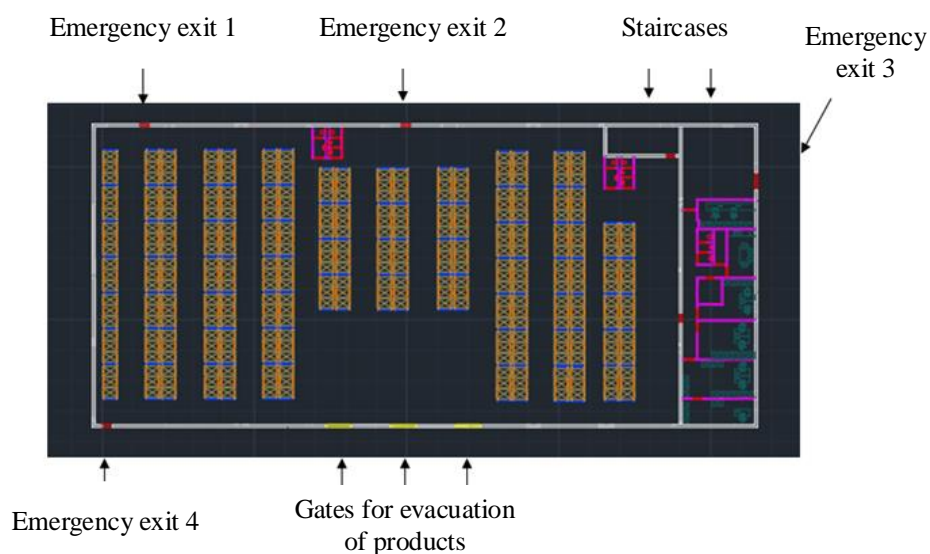 Emergency exit 1
Emergency exit 2
Staircases
Emergency
exit 3
Emergency exit 4
Gates for evacuation
of products